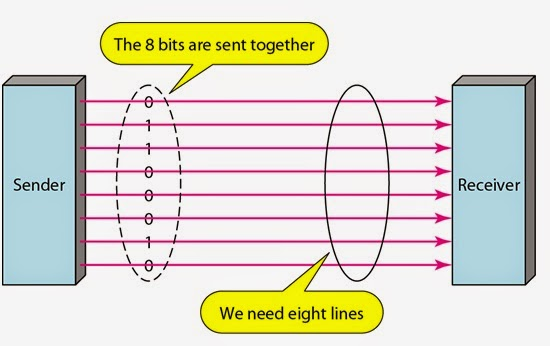 The 8 bits are sent together
Sender
0
1
1
0
0
0
1
0
Receiver
We need eight lines